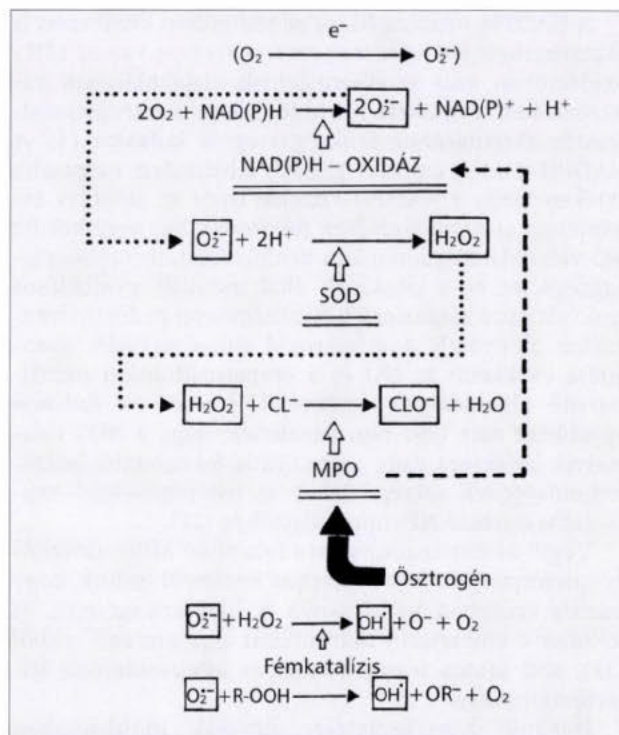 e⁻
(O₂ → O₂⁻)
2O₂ + NAD(P)H → 2O₂⁻ + NAD(P)⁺ + H⁺
NAD(P)H – OXIDÁZ
O₂⁻ + 2H⁺ → H₂O₂
SOD
H₂O₂ + CL⁻ → CLO⁻ + H₂O
MPO
Ösztrogén
O₂⁻ + H₂O₂ → OH˙ + O⁻ + O₂
Fémkatalízis
O₂⁻ + R-OOH → OH˙ + OR⁻ + O₂